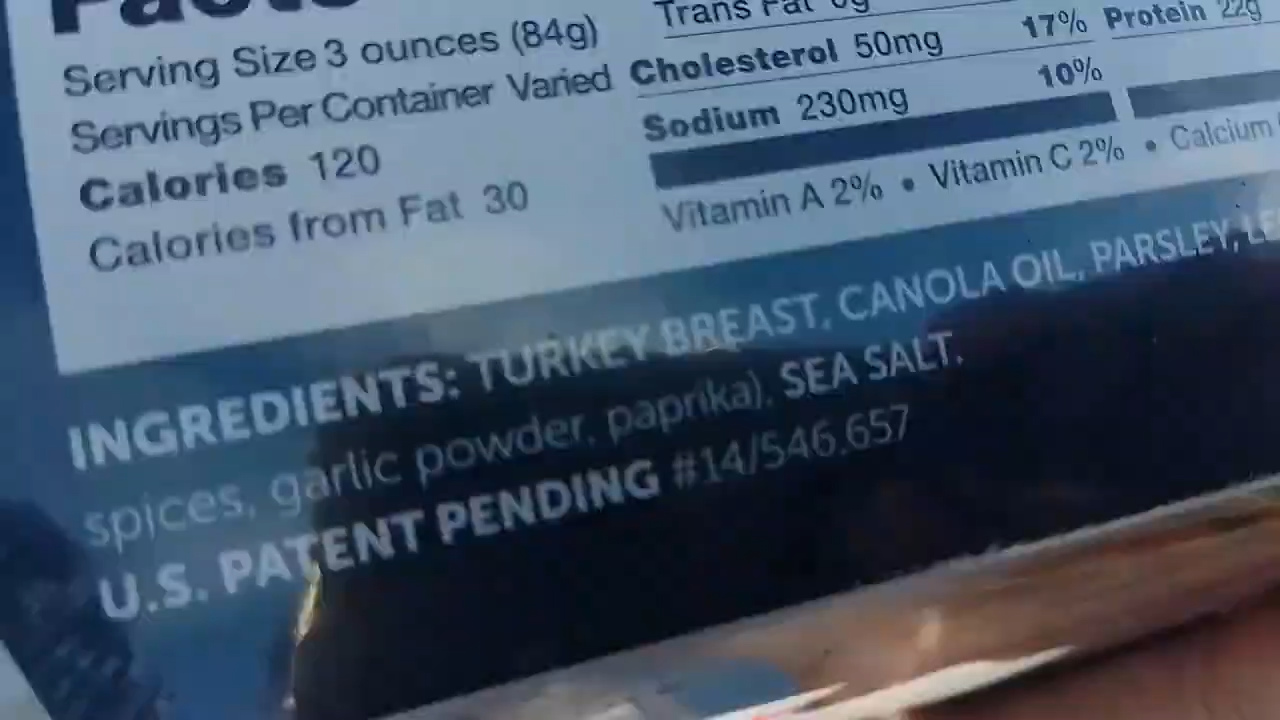 Facts
Serving Size 3 ounces (84g)
Servings Per Container Varied
Calories 120
Calories from Fat 30
Trans Fat 0g
Cholesterol 50mg 17%
Sodium 230mg 10%
Protein 22g
Vitamin A 2% • Vitamin C 2% • Calcium
INGREDIENTS: TURKEY BREAST, CANOLA OIL, PARSLEY,
spices, garlic powder, paprika), SEA SALT.
U.S. PATENT PENDING #14/546,657